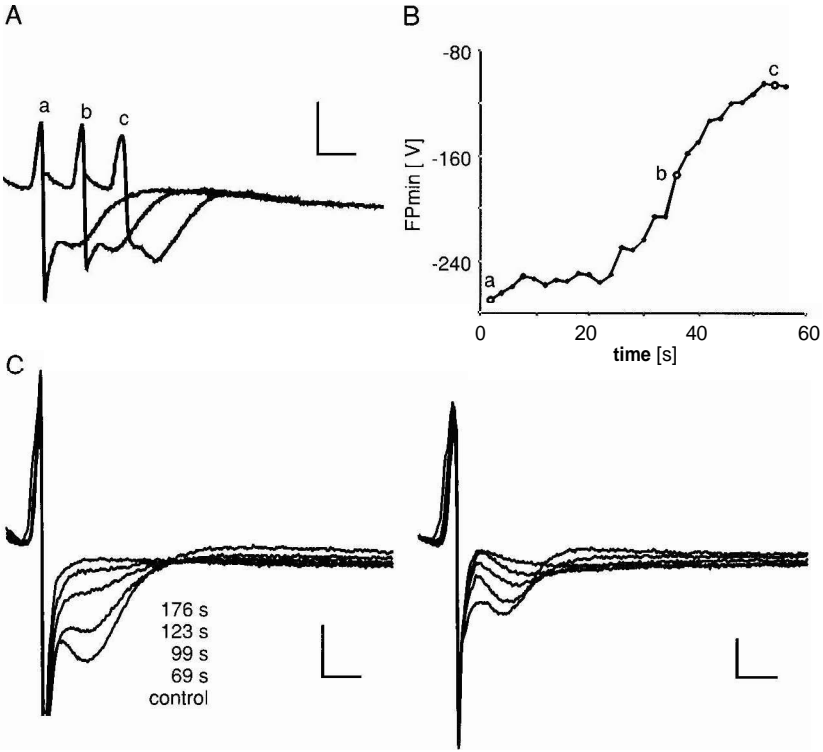 A
a
b
c
B
-80
-160
-240
FPmin [ V]
a
b
c
0
20
40
60
time [s]
C
176 s
123 s
99 s
69 s
control